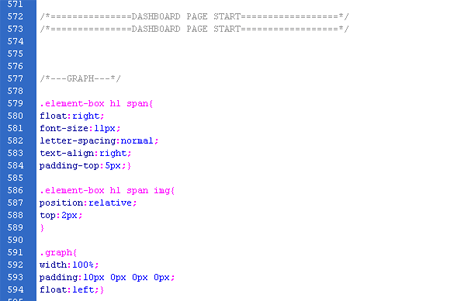 571
572 /*===============DASHBOARD PAGE START==================*/
573 /*===============DASHBOARD PAGE START==================*/
574
575
576
577 /*---GRAPH---*/
578
579 .element-box h1 span{
580 float:right;
581 font-size:11px;
582 letter-spacing:normal;
583 text-align:right;
584 padding-top:5px;}
585
586 .element-box h1 span img{
587 position:relative;
588 top:2px;
589 }
590
591 .graph{
592 width:100%;
593 padding:10px 0px 0px 0px;
594 float:left;}